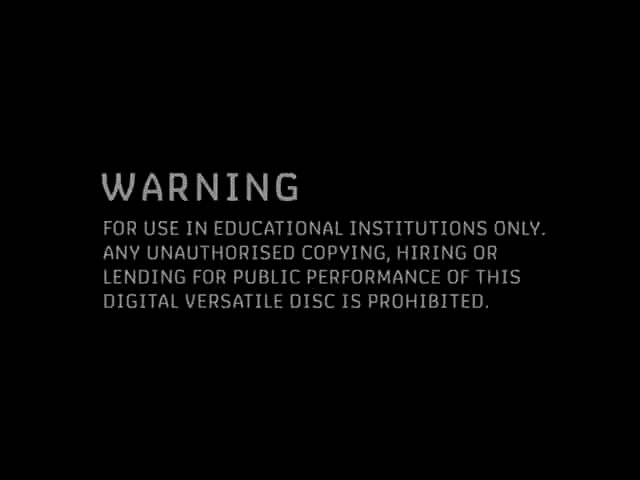 WARNING
FOR USE IN EDUCATIONAL INSTITUTIONS ONLY.
ANY UNAUTHORISED COPYING, HIRING OR
LENDING FOR PUBLIC PERFORMANCE OF THIS
DIGITAL VERSATILE DISC IS PROHIBITED.